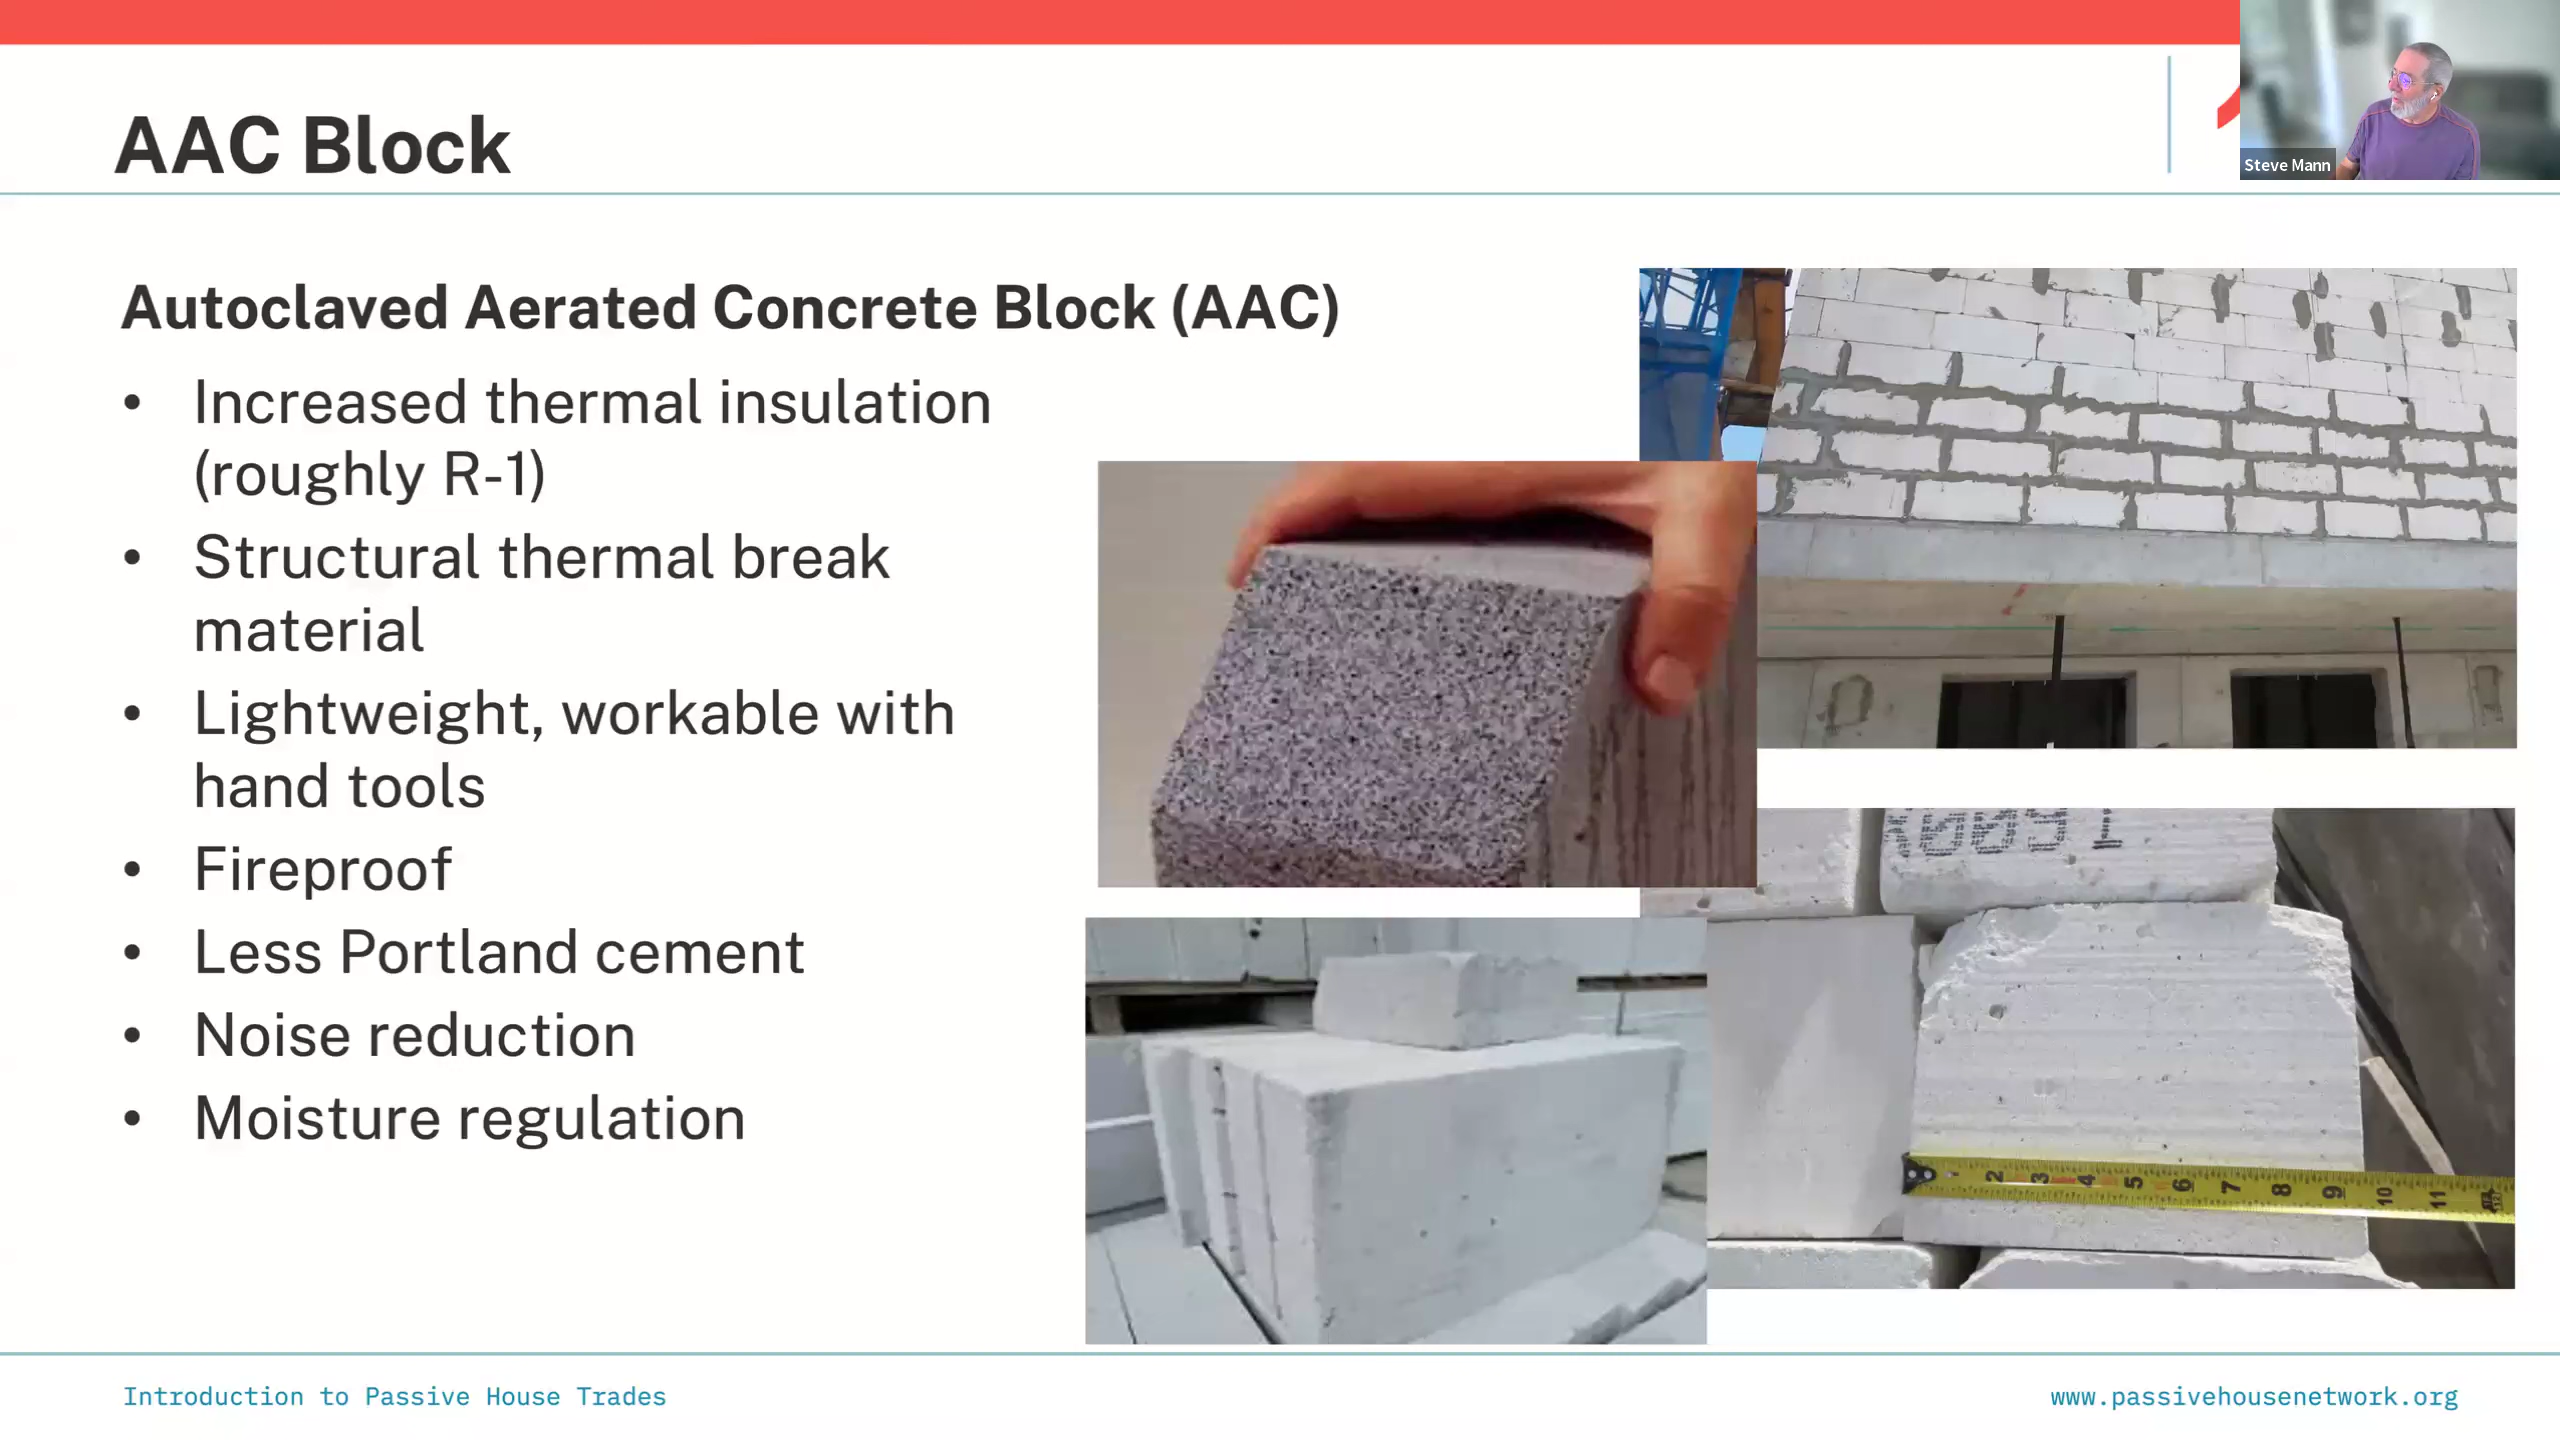 AAC Block
Steve Mann
Autoclaved Aerated Concrete Block (AAC)
• Increased thermal insulation
(roughly R-1)
• Structural thermal break
material
• Lightweight, workable with
hand tools
• Fireproof
• Less Portland cement
• Noise reduction
• Moisture regulation
2 3 4 5 6 7 8 9 10 11
Introduction to Passive House Trades
www.passivehousenetwork.org